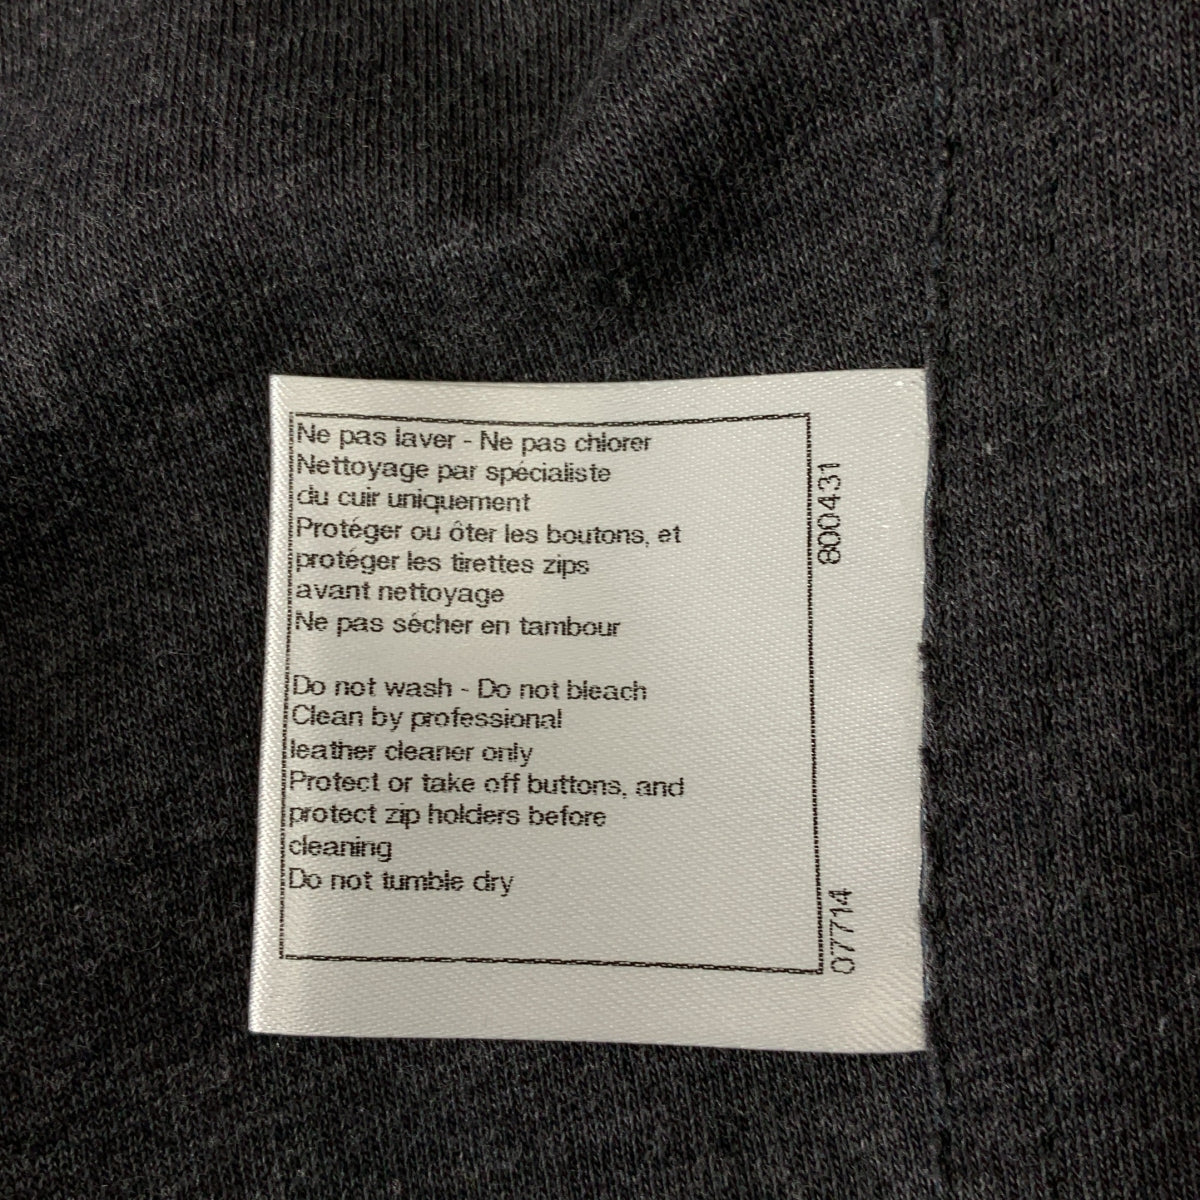 Ne pas laver - Ne pas chlorer
Nettoyage par spécialiste
du cuir uniquement
Protéger ou ôter les boutons, et
protéger les tirettes zips
avant nettoyage
Ne pas sécher en tambour
Do not wash - Do not bleach
Clean by professional
leather cleaner only
Protect or take off buttons, and
protect zip holders before
cleaning
Do not tumble dry
800431
07714